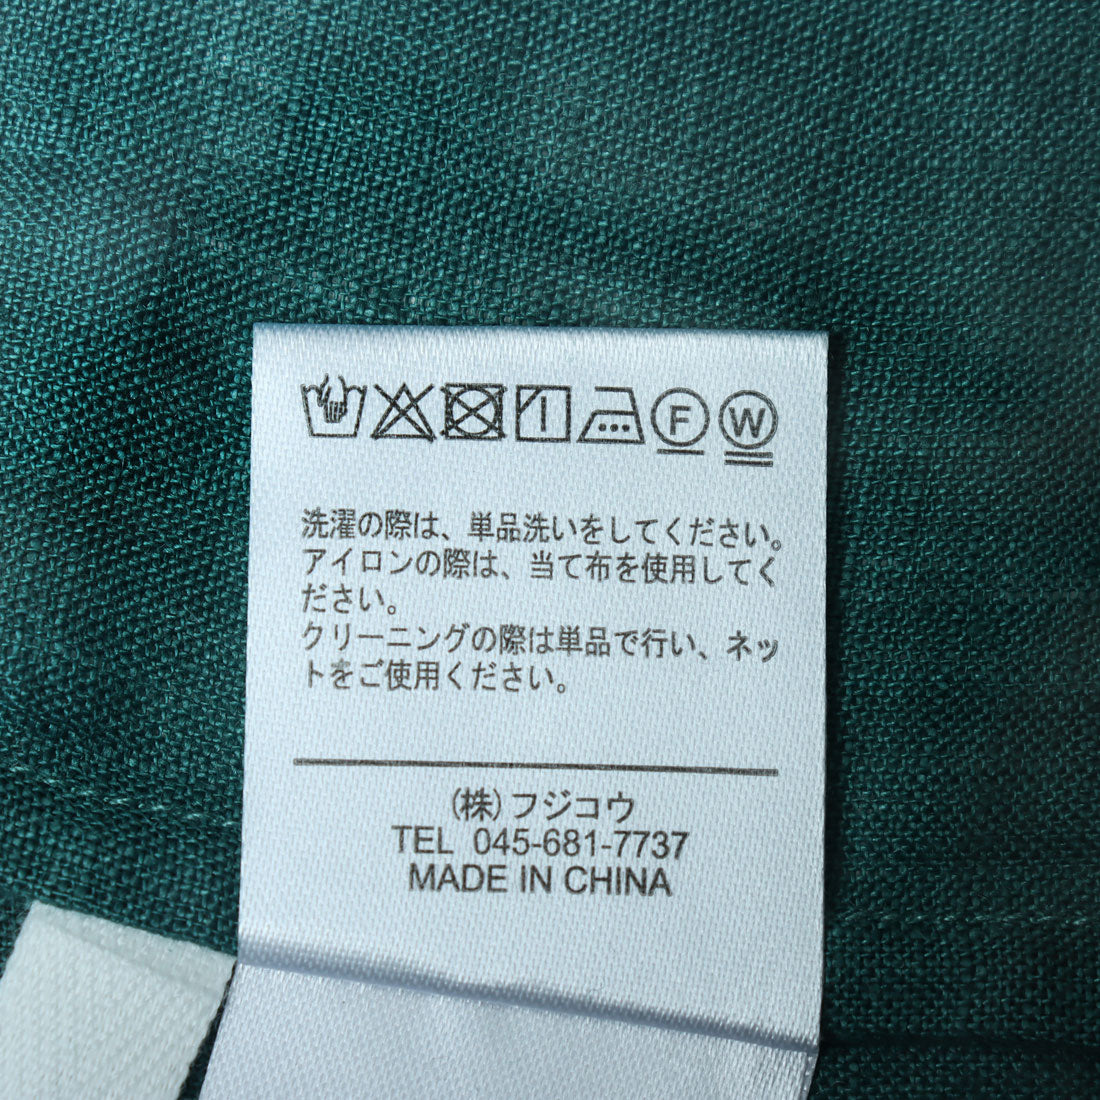 F W
洗濯の際は、単品洗いをしてください。
アイロンの際は、当て布を使用してく
ださい。
クリーニングの際は単品で行い、ネッ
トをご使用ください。
(株)フジコウ
TEL 045-681-7737
MADE IN CHINA